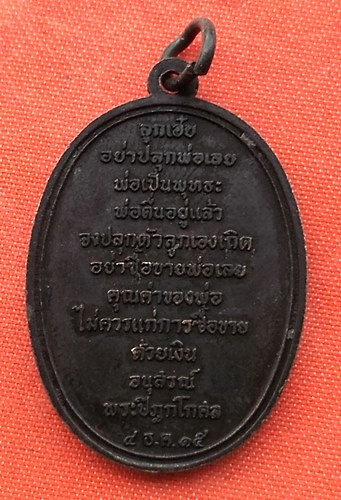 ลูกเอ๋ย
อย่าปลุกพ่อเลย
พ่อเป็นพุทธะ
พ่อตื่นอยู่แล้ว
จงปลุกตัวลูกเองเถิด
อย่าซื้อขายพ่อเลย
คุณค่าของพ่อ
ไม่ควรแก่การซื้อขาย
ด้วยเงิน
อนุสรณ์
พระปิฎกโกศล
๔ ธ.ค. ๑๕